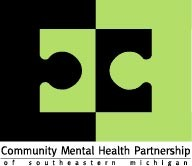 Community Mental Health Partnership
of southeastern michigan